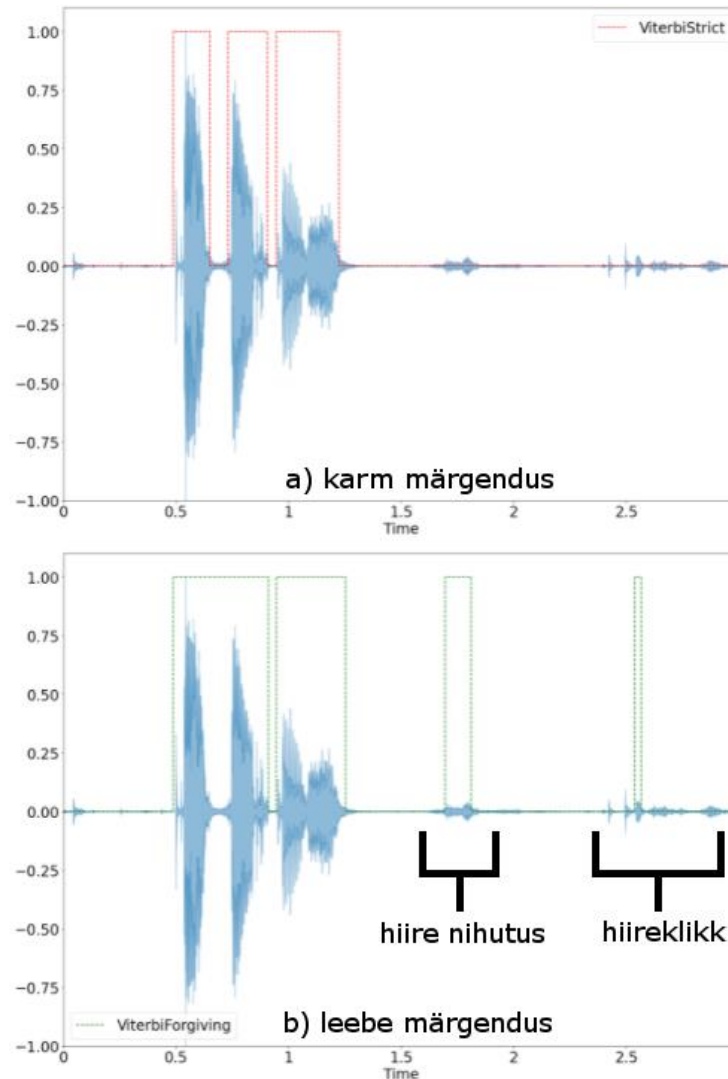 1.00
ViterbiStrict
0.75
0.50
0.25
0.00
−0.25
−0.50
−0.75
a) karm märgendus
−1.00
0 0.5 1 1.5 2 2.5
Time
1.00
0.75
0.50
0.25
0.00
−0.25
−0.50
hiire nihutus hiireklikk
−0.75
ViterbiForgiving b) leebe märgendus
−1.00
0 0.5 1 1.5 2 2.5
Time